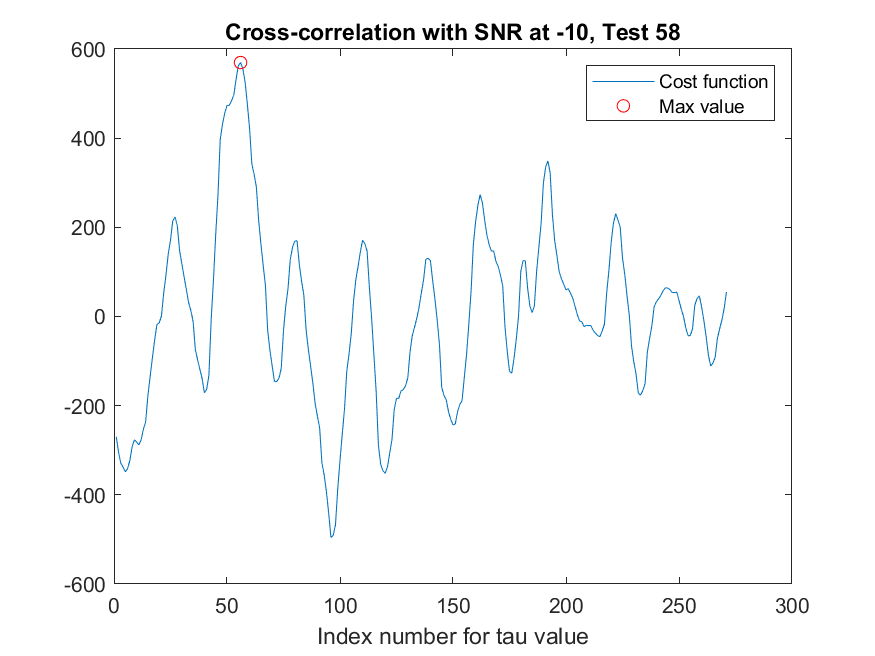 Cross-correlation with SNR at -10, Test 58
600
400
200
0
-200
-400
-600
Cost function
Max value
0 50 100 150 200 250 300
Index number for tau value